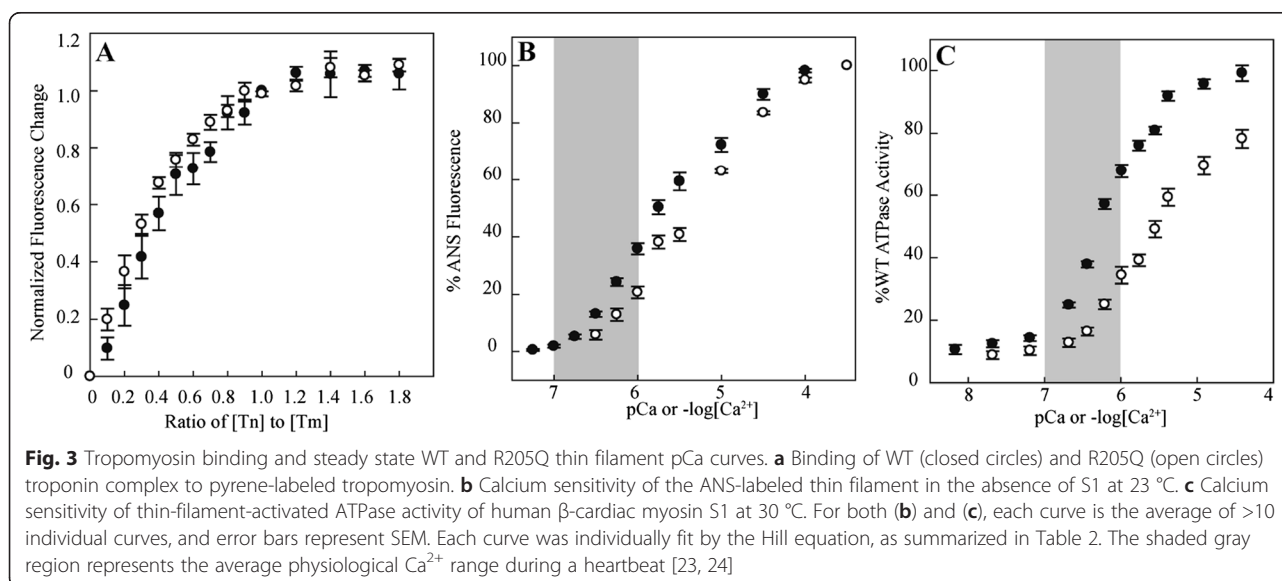 A
Normalized Fluorescence Change
1.2
1.0
0.8
0.6
0.4
0.2
0
0 0.2 0.4 0.6 0.8 1.0 1.2 1.4 1.6 1.8
Ratio of [Tn] to [Tm]
B
% ANS Fluorescence
100
80
60
40
20
0
7 6 5 4
pCa or -log[Ca²⁺]
C
%WT ATPase Activity
100
80
60
40
20
0
8 7 6 5 4
pCa or -log[Ca²⁺]
Fig. 3 Tropomyosin binding and steady state WT and R205Q thin filament pCa curves. a Binding of WT (closed circles) and R205Q (open circles)
troponin complex to pyrene-labeled tropomyosin. b Calcium sensitivity of the ANS-labeled thin filament in the absence of S1 at 23 °C. c Calcium
sensitivity of thin-filament-activated ATPase activity of human β-cardiac myosin S1 at 30 °C. For both (b) and (c), each curve is the average of >10
individual curves, and error bars represent SEM. Each curve was individually fit by the Hill equation, as summarized in Table 2. The shaded gray
region represents the average physiological Ca²⁺ range during a heartbeat [23, 24]